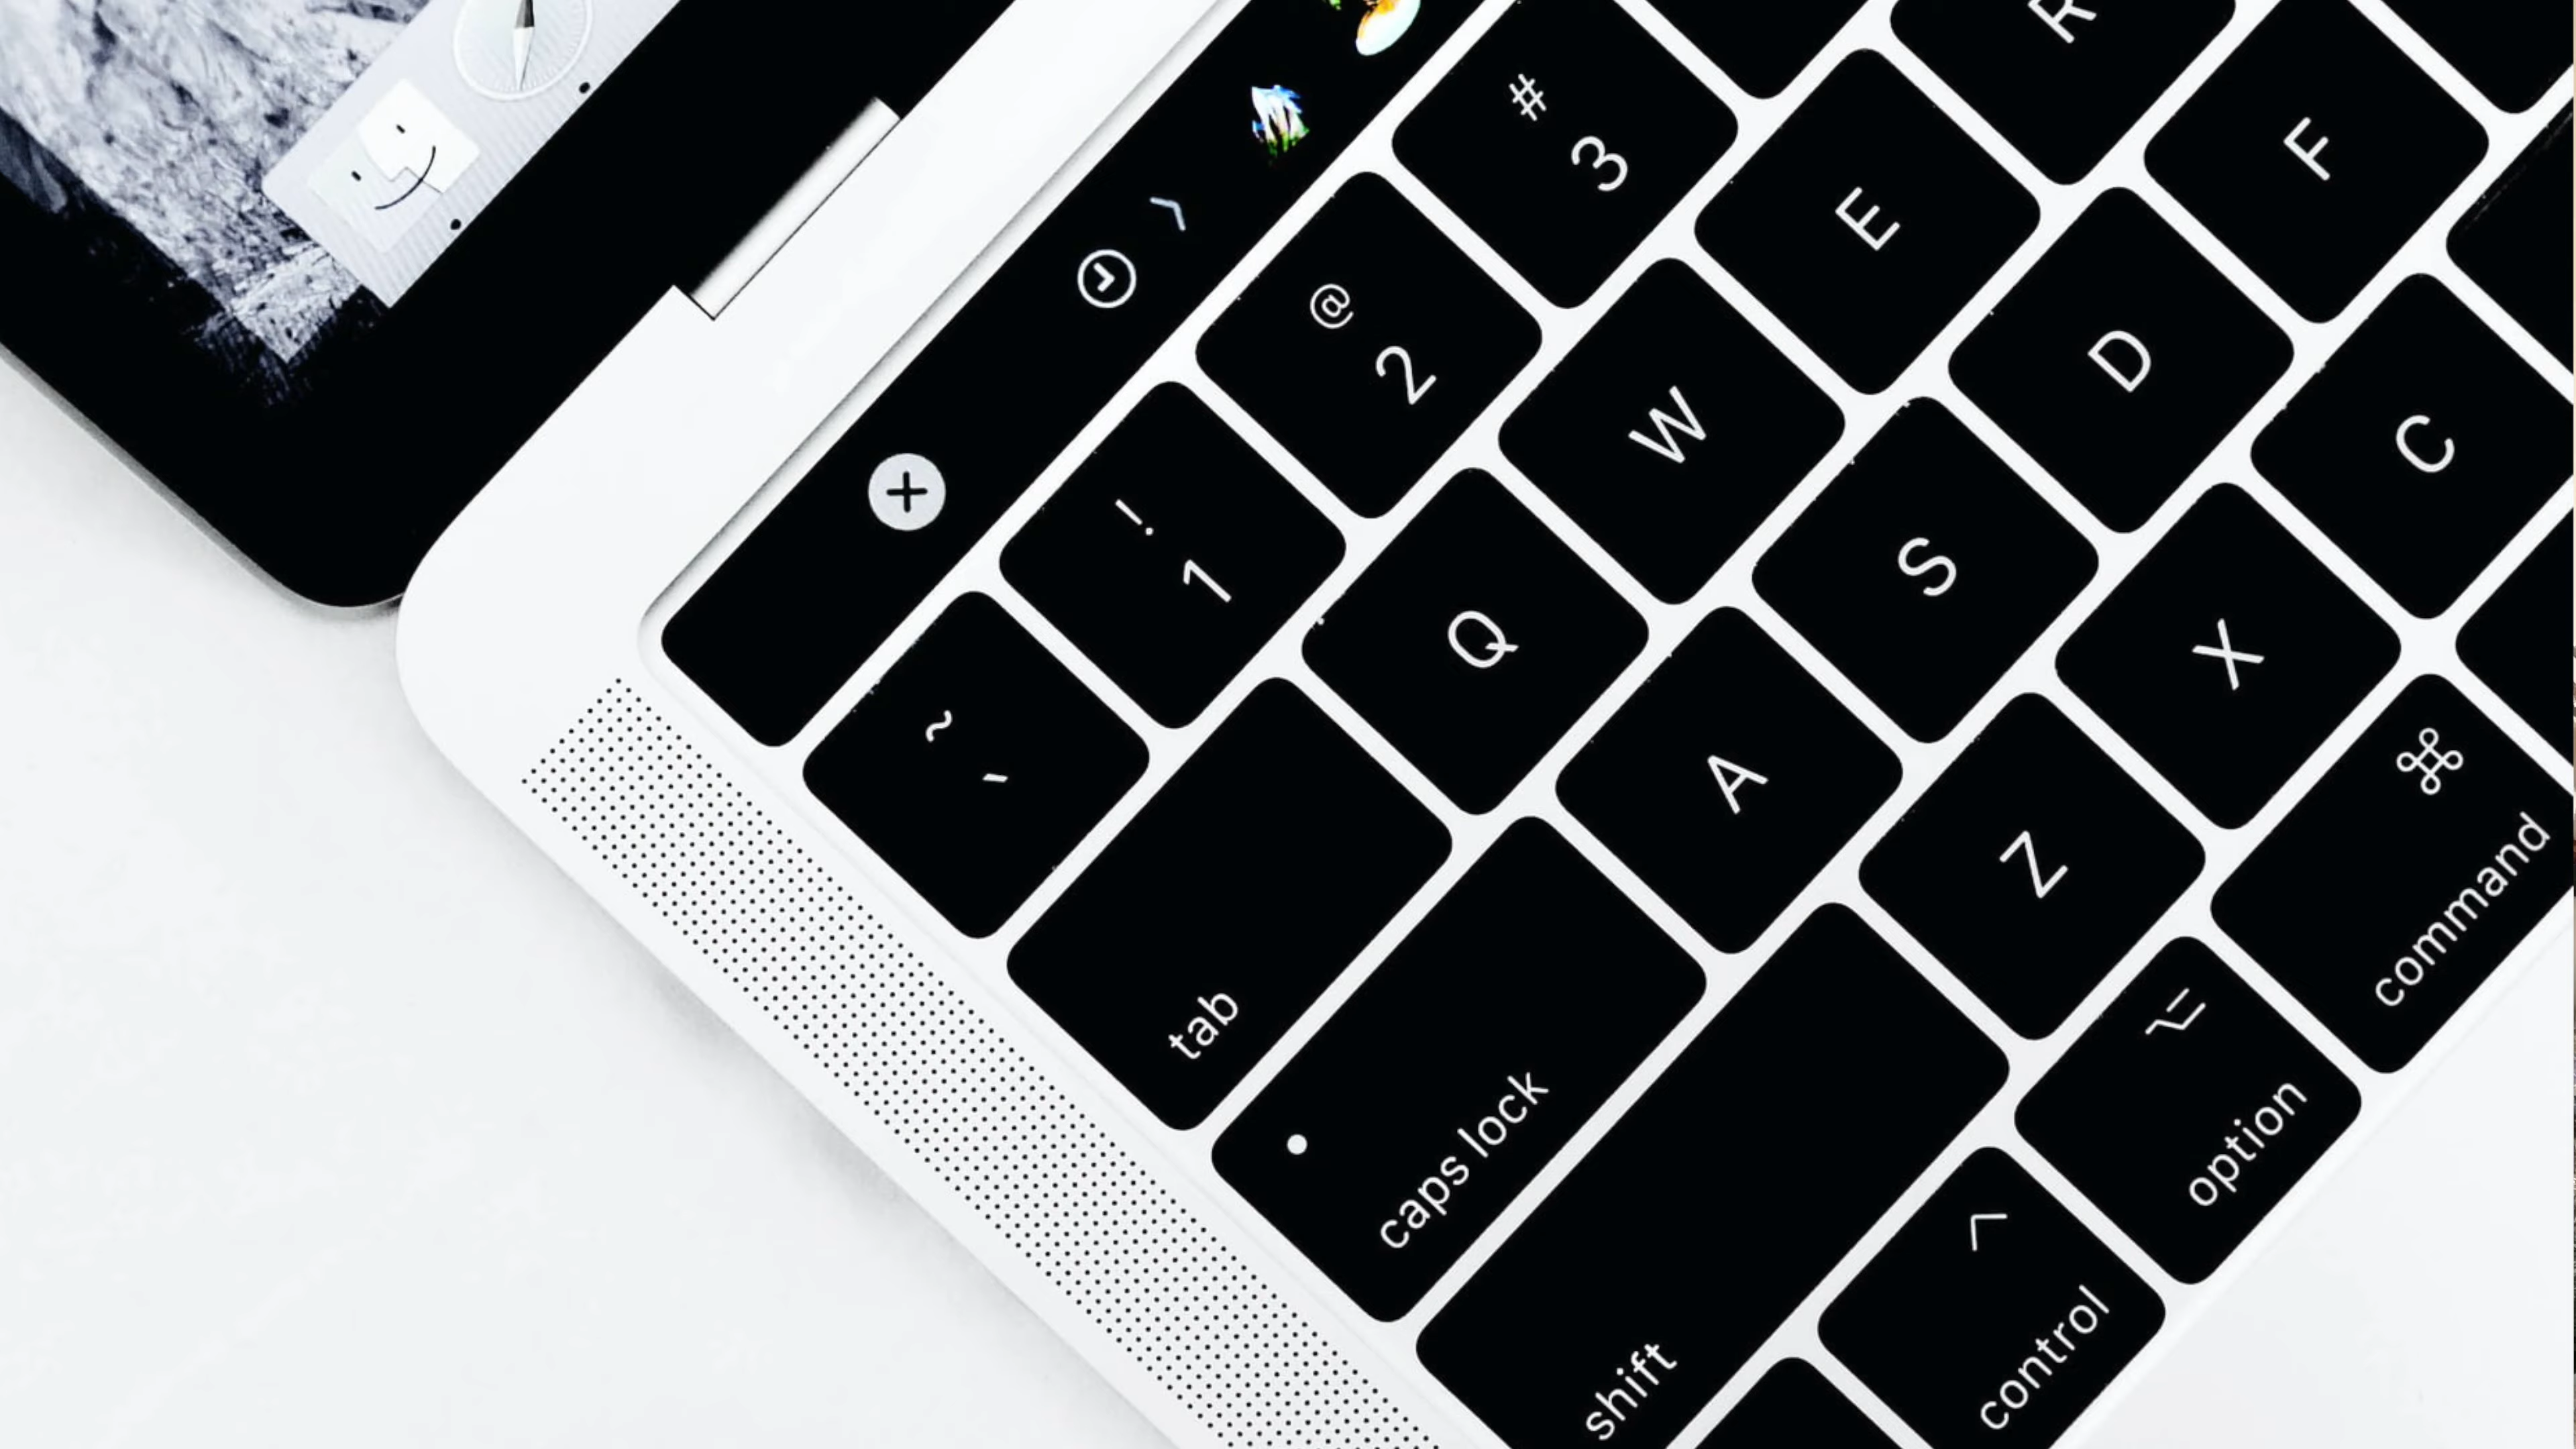 ~
`
!
1
@
2
#
3
tab
Q
W
E
R
caps lock
A
S
D
F
shift
Z
X
C
^
control
⌥
option
⌘
command